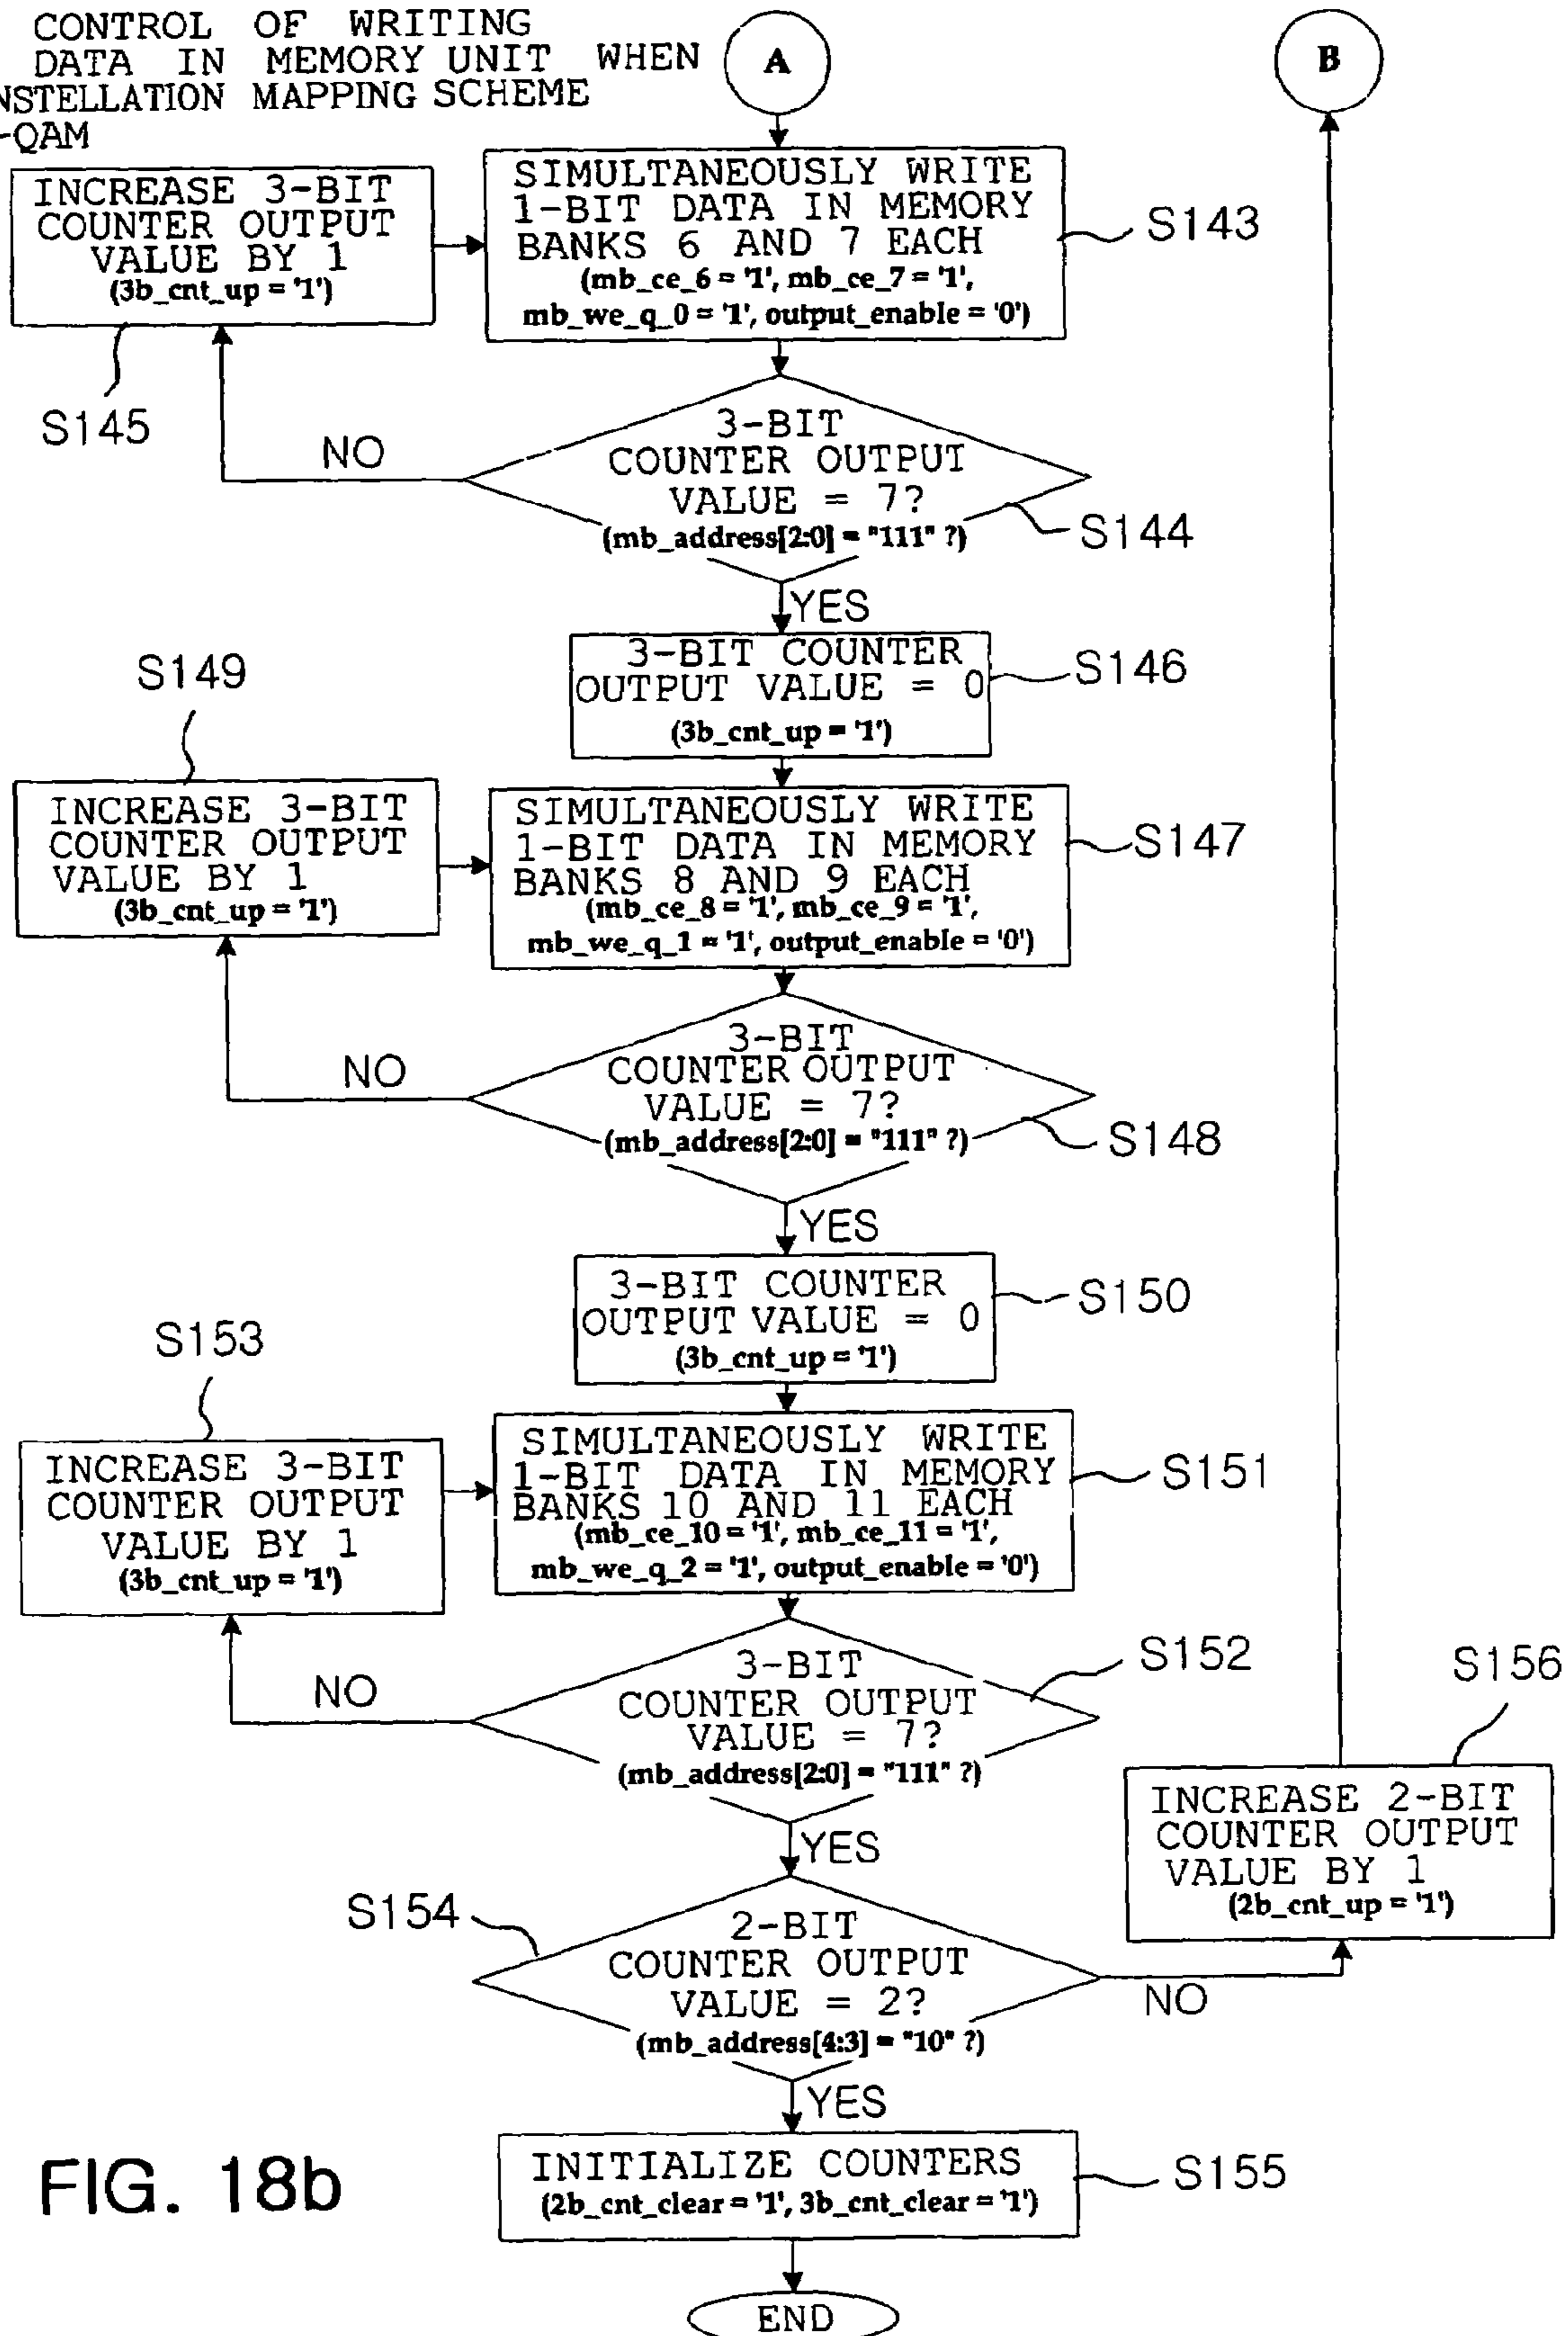 CONTROL OF WRITING
DATA IN MEMORY UNIT WHEN
NSTELLATION MAPPING SCHEME
-QAM
A
B
INCREASE 3-BIT
COUNTER OUTPUT
VALUE BY 1
(3b_cnt_up = '1')
S145
SIMULTANEOUSLY WRITE
1-BIT DATA IN MEMORY
BANKS 6 AND 7 EACH
(mb_ce_6 = '1', mb_ce_7 = '1',
mb_we_q_0 = '1', output_enable = '0')
S143
NO
3-BIT
COUNTER OUTPUT
VALUE = 7?
(mb_address[2:0] = "111" ?)
S144
YES
3-BIT COUNTER
OUTPUT VALUE = 0
(3b_cnt_up = '1')
S146
S149
INCREASE 3-BIT
COUNTER OUTPUT
VALUE BY 1
(3b_cnt_up = '1')
SIMULTANEOUSLY WRITE
1-BIT DATA IN MEMORY
BANKS 8 AND 9 EACH
(mb_ce_8 = '1', mb_ce_9 = '1',
mb_we_q_1 = '1', output_enable = '0')
S147
NO
3-BIT
COUNTER OUTPUT
VALUE = 7?
(mb_address[2:0] = "111" ?)
S148
YES
3-BIT COUNTER
OUTPUT VALUE = 0
(3b_cnt_up = '1')
S150
S153
INCREASE 3-BIT
COUNTER OUTPUT
VALUE BY 1
(3b_cnt_up = '1')
SIMULTANEOUSLY WRITE
1-BIT DATA IN MEMORY
BANKS 10 AND 11 EACH
(mb_ce_10 = '1', mb_ce_11 = '1',
mb_we_q_2 = '1', output_enable = '0')
S151
NO
3-BIT
COUNTER OUTPUT
VALUE = 7?
(mb_address[2:0] = "111" ?)
S152
YES
S156
INCREASE 2-BIT
COUNTER OUTPUT
VALUE BY 1
(2b_cnt_up = '1')
S154
2-BIT
COUNTER OUTPUT
VALUE = 2?
(mb_address[4:3] = "10" ?)
NO
YES
INITIALIZE COUNTERS
(2b_cnt_clear = '1', 3b_cnt_clear = '1')
S155
END
FIG. 18b